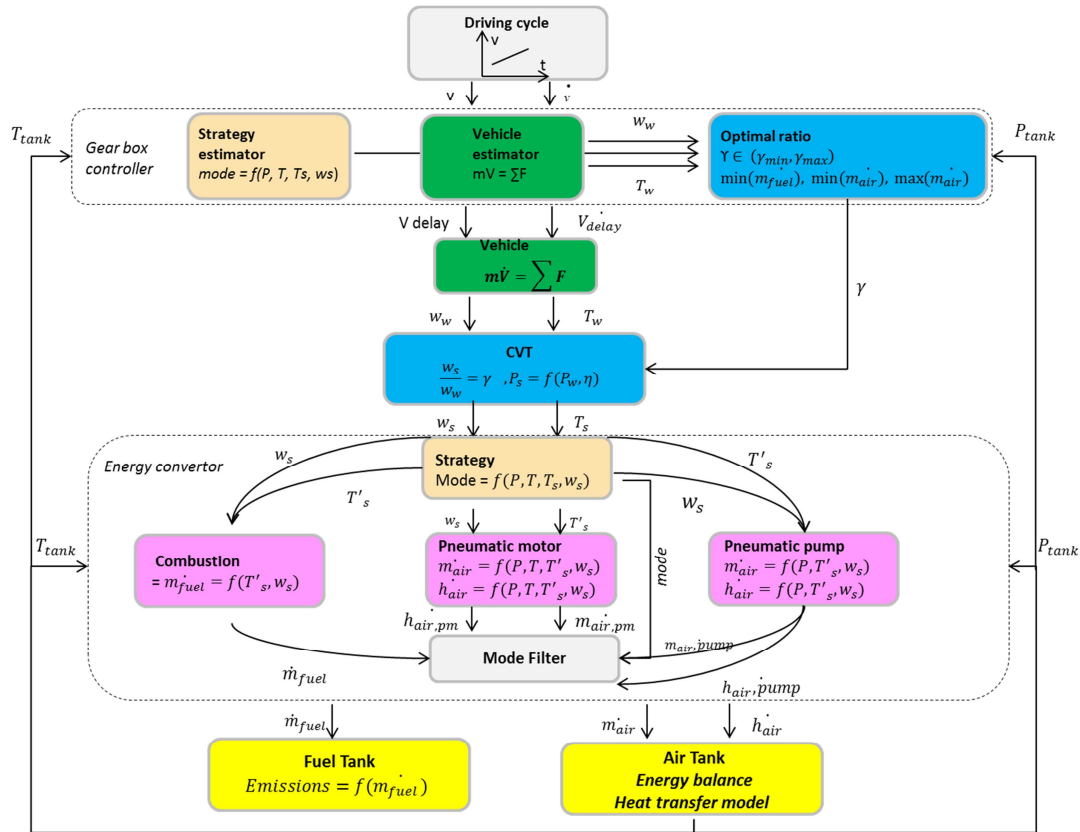 Driving cycle
v
t
v
v̇
T_tank
Gear box
controller
Strategy
estimator
mode = f(P, T, Ts, ws)
Vehicle
estimator
mV = ∑F
w_w
T_w
Optimal ratio
Υ ∈ (γ_min, γ_max)
min(ṁ_fuel), min(ṁ_air), max(ṁ_air)
P_tank
V delay
V̇_delay
Vehicle
mV̇ = ∑F
γ
w_w
T_w
CVT
w_s/w_w = γ , P_s = f(P_w, η)
w_s
T_s
Energy convertor
w_s
T'_s
Strategy
Mode = f(P, T, T_s, w_s)
T'_s
w_s
w_s
T'_s
mode
T_tank
Combustion
= ṁ_fuel = f(T'_s, w_s)
Pneumatic motor
ṁ_air = f(P, T, T'_s, w_s)
ḣ_air = f(P, T, T'_s, w_s)
Pneumatic pump
ṁ_air = f(P, T'_s, w_s)
ḣ_air = f(P, T'_s, w_s)
P_tank
ḣ_air,pm
ṁ_air,pm
Mode Filter
ṁ_air,pump
ṁ_fuel
ḣ_air,pump
ṁ_fuel
ṁ_air
ḣ_air
Fuel Tank
Emissions = f(ṁ_fuel)
Air Tank
Energy balance
Heat transfer model